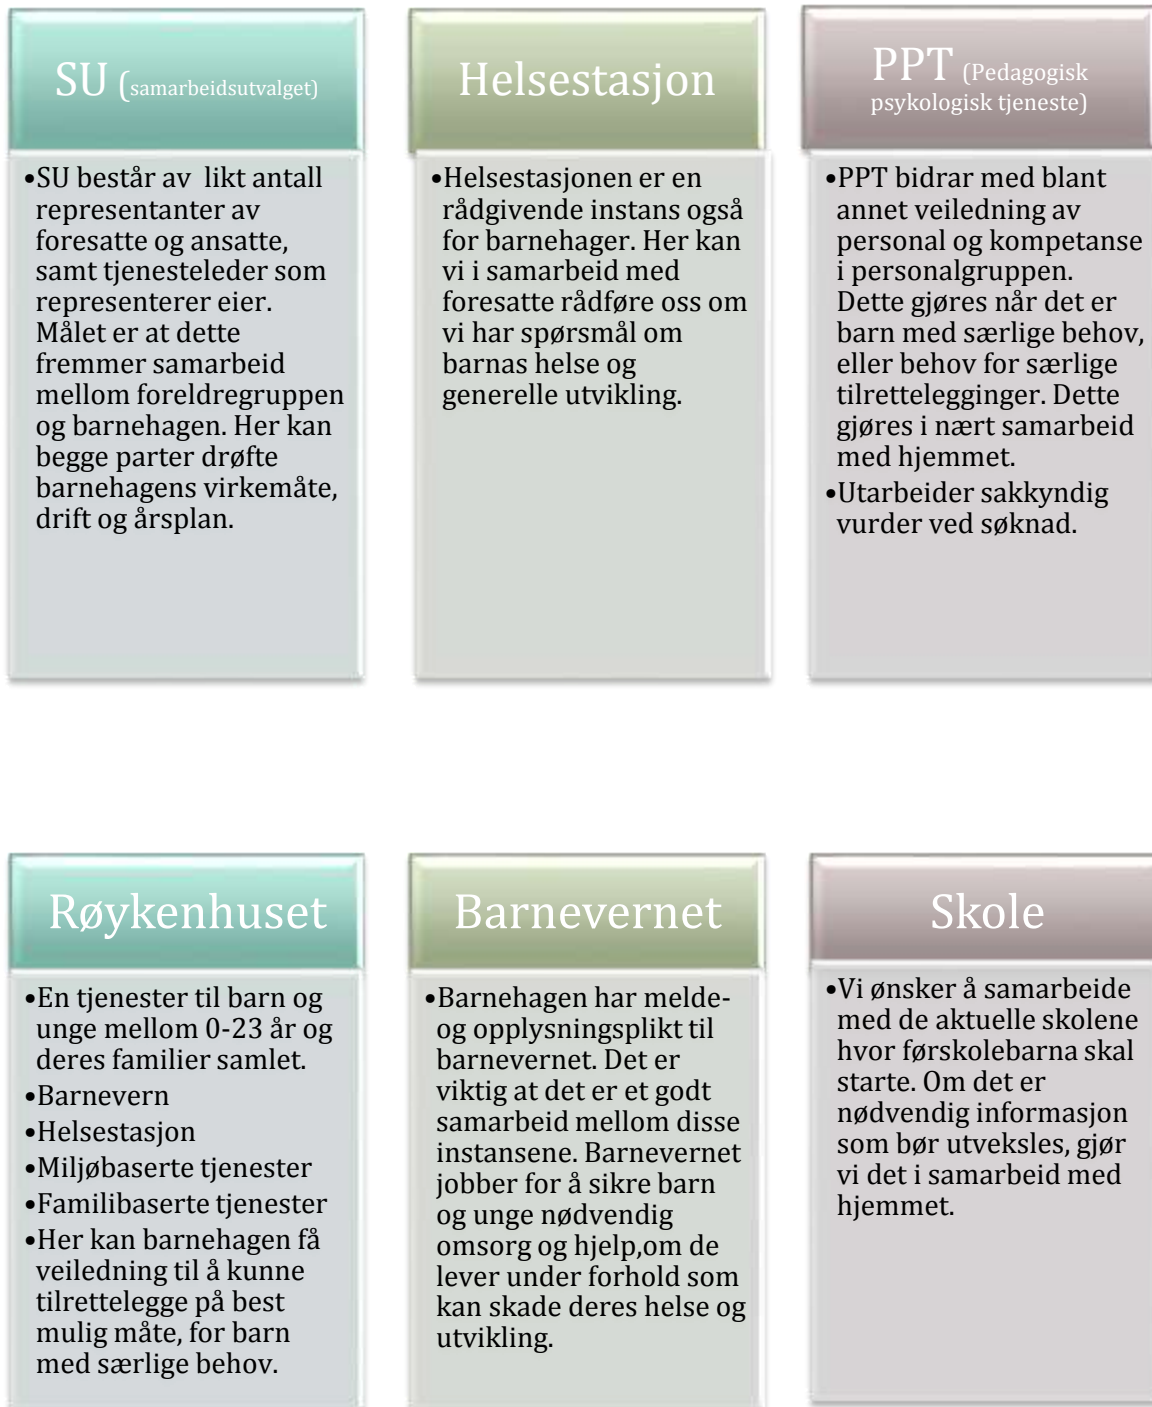 SU (samarbeidsutvalget)
•SU består av  likt antall
representanter av
foresatte og ansatte,
samt tjenesteleder som
representerer eier.
Målet er at dette
fremmer samarbeid
mellom foreldregruppen
og barnehagen. Her kan
begge parter drøfte
barnehagens virkemåte,
drift og årsplan.
Helsestasjon
•Helsestasjonen er en
rådgivende instans også
for barnehager. Her kan
vi i samarbeid med
foresatte rådføre oss om
vi har spørsmål om
barnas helse og
generelle utvikling.
PPT (Pedagogisk
psykologisk tjeneste)
•PPT bidrar med blant
annet veiledning av
personal og kompetanse
i personalgruppen.
Dette gjøres når det er
barn med særlige behov,
eller behov for særlige
tilrettelegginger. Dette
gjøres i nært samarbeid
med hjemmet.
•Utarbeider sakkyndig
vurder ved søknad.
Røykenhuset
•En tjenester til barn og
unge mellom 0-23 år og
deres familier samlet.
•Barnevern
•Helsestasjon
•Miljøbaserte tjenester
•Familibaserte tjenester
•Her kan barnehagen få
veiledning til å kunne
tilrettelegge på best
mulig måte, for barn
med særlige behov.
Barnevernet
•Barnehagen har melde-
og opplysningsplikt til
barnevernet. Det er
viktig at det er et godt
samarbeid mellom disse
instansene. Barnevernet
jobber for å sikre barn
og unge nødvendig
omsorg og hjelp,om de
lever under forhold som
kan skade deres helse og
utvikling.
Skole
•Vi ønsker å samarbeide
med de aktuelle skolene
hvor førskolebarna skal
starte. Om det er
nødvendig informasjon
som bør utveksles, gjør
vi det i samarbeid med
hjemmet.